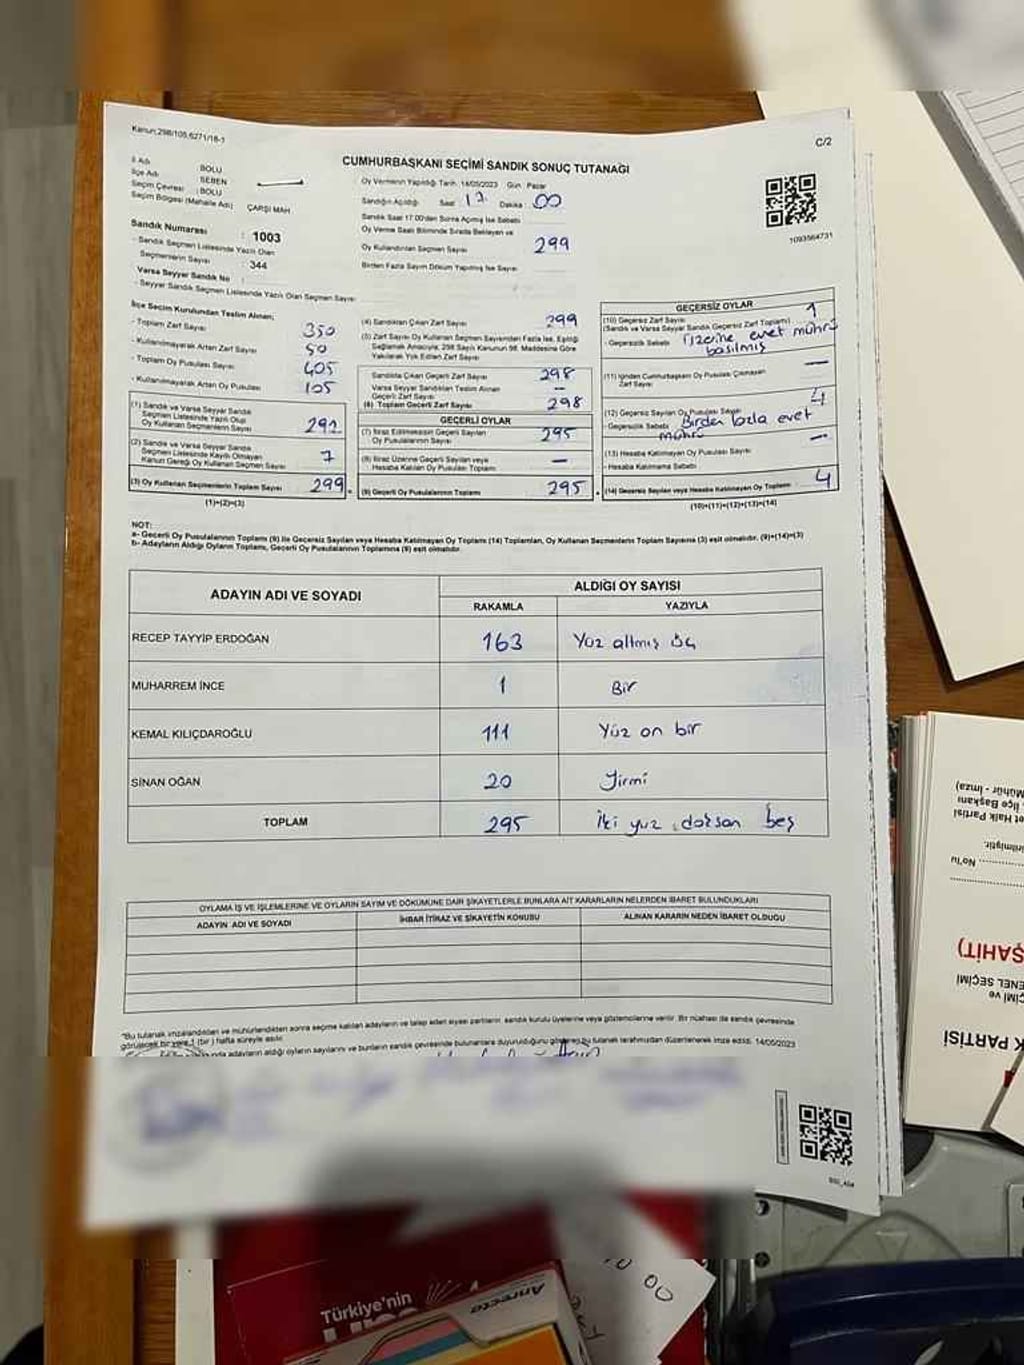 Kanun:298/105,6271/18-1
C/2
CUMHURBAŞKANI SEÇİMİ SANDIK SONUÇ TUTANAĞI
İl Adı : BOLU
İlçe Adı : SEBEN
Seçim Çevresi : BOLU
Seçim Bölgesi (Mahalle Adı) ÇARŞI MAH
Sandık Numarası : 1003
- Sandık Seçmen Listesinde Yazılı Olan
Seçmenlerin Sayısı : 344
Varsa Seyyar Sandık No :
- Seyyar Sandık Seçmen Listesinde Yazılı Olan Seçmen Sayısı
Oy Vermenin Yapıldığı Tarih: 14/05/2023 Gün Pazar
Sandığın Açıldığı Saat 17 Dakika : 00
Sandık Saat 17.00'den Sonra Açılmış İse Sebebi
Oy Verme Saati Bitiminde Sırada Bekleyen ve
Oy Kullandırılan Seçmen Sayısı 299
Birden Fazla Sayım Döküm Yapılmış İse Sayısı
1093564731
İlçe Seçim Kurulundan Teslim Alınan;
- Toplam Zarf Sayısı 350
- Kullanılmayarak Artan Zarf Sayısı 50
- Toplam Oy Pusulası Sayısı 405
- Kullanılmayarak Artan Oy Pusulası 105
(1) Sandık ve Varsa Seyyar Sandık
Seçmen Listesinde Yazılı Olup
Oy Kullanan Seçmenlerin Sayısı 292
(2) Sandık ve Varsa Seyyar Sandık
Seçmen Listesinde Kayıtlı Olmayan
Kanun Gereği Oy Kullanan Seçmen Sayısı 7
(3) Oy Kullanan Seçmenlerin Toplam Sayısı 299
(1)+(2)=(3)
(4) Sandıktan Çıkan Zarf Sayısı 299
(5) Zarf Sayısı Oy Kullanan Seçmen Sayısından Fazla İse, Eşitliği
Sağlamak Amacıyla, 298 Sayılı Kanunun 98. Maddesine Göre
Yakılarak Yok Edilen Zarf Sayısı
Sandıkta Çıkan Geçerli Zarf Sayısı 298
Varsa Seyyar Sandıktan Teslim Alınan
Geçerli Zarf Sayısı —
(6) Toplam Geçerli Zarf Sayısı 298
GEÇERLİ OYLAR
(7) İtiraz Edilmeksizin Geçerli Sayılan
Oy Pusulalarının Sayısı 295
(8) İtiraz Üzerine Geçerli Sayılan veya
Hesaba Katılan Oy Pusulası Toplamı —
(9) Geçerli Oy Pusulalarının Toplamı 295
GEÇERSİZ OYLAR
(10) Geçersiz Zarf Sayısı 1
(Sandık ve Varsa Seyyar Sandık Geçersiz Zarf Toplamı)
- Geçersizlik Sebebi Üzerine evet mührü
basılmış
(11) İçinden Cumhurbaşkanı Oy Pusulası Çıkmayan
Zarf Sayısı —
(12) Geçersiz Sayılan Oy Pusulası Sayısı 4
- Geçersizlik Sebebi Birden fazla evet
mührü
(13) Hesaba Katılmayan Oy Pusulası Sayısı —
- Hesaba Katılmama Sebebi
(14) Geçersiz Sayılan veya Hesaba Katılmayan Oy Toplamı 4
(10)+(11)+(12)+(13)=(14)
NOT:
a- Geçerli Oy Pusulalarının Toplamı (9) ile Geçersiz Sayılan veya Hesaba Katılmayan Oy Toplamı (14) Toplamları, Oy Kullanan Seçmenlerin Toplam Sayısına (3) eşit olmalıdır. (9)+(14)=(3)
b- Adayların Aldığı Oyların Toplamı, Geçerli Oy Pusulalarının Toplamına (9) eşit olmalıdır.
ADAYIN ADI VE SOYADI
ALDIĞI OY SAYISI
RAKAMLA YAZIYLA
RECEP TAYYİP ERDOĞAN 163 Yüz altmış üç
MUHARREM İNCE 1 Bir
KEMAL KILIÇDAROĞLU 111 Yüz on bir
SİNAN OĞAN 20 Yirmi
TOPLAM 295 İki yüz doksan beş
OYLAMA İŞ VE İŞLEMLERİNE VE OYLARIN SAYIM VE DÖKÜMÜNE DAİR ŞİKAYETLERLE BUNLARA AİT KARARLARIN NELERDEN İBARET BULUNDUKLARI
ADAYIN ADI VE SOYADI İHBAR İTİRAZ VE ŞİKAYETİN KONUSU ALINAN KARARIN NEDEN İBARET OLDUĞU
*Bu tutanak imzalandıktan ve mühürlendikten sonra seçime katılan adayların ve talep eden siyasi partilerin sandık kurulu üyelerine veya gözlemcilerine verilir. Bir nüshası da sandık çevresinde
görülecek bir yere 1 (bir) hafta süreyle asılır.
adayların aldığı oyların sayılarını ve bunların sandık çevresinde bulunanlara duyurulduğunu gösteren bu tutanak tarafımızdan düzenlenerek imza edildi. 14/05/2023
Mühür - İmza)
İlçe Başkanı
et Halk Partisi
No'lu
ŞAHİT)
ENEL SEÇİMİ
ÇİMİ ve
K PARTİSİ
Türkiye'nin
Anrecta